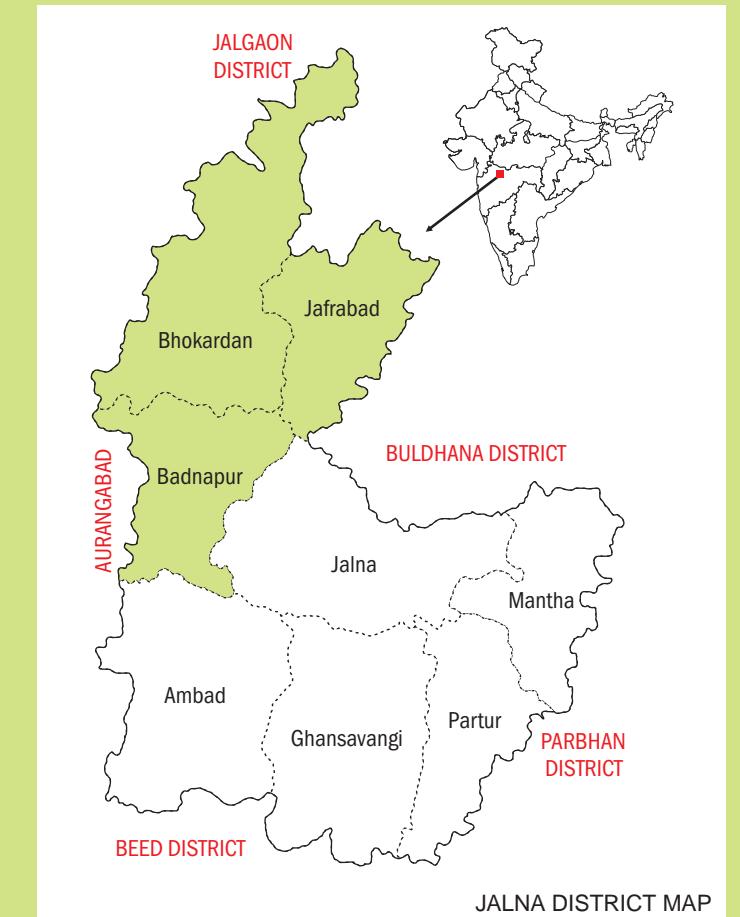 JALGAON
DISTRICT
Jafrabad
Bhokardan
BULDHANA DISTRICT
AURANGABAD
Badnapur
Jalna
Mantha
Ambad
Partur
Ghansavangi
PARBHAN
DISTRICT
BEED DISTRICT
JALNA DISTRICT MAP